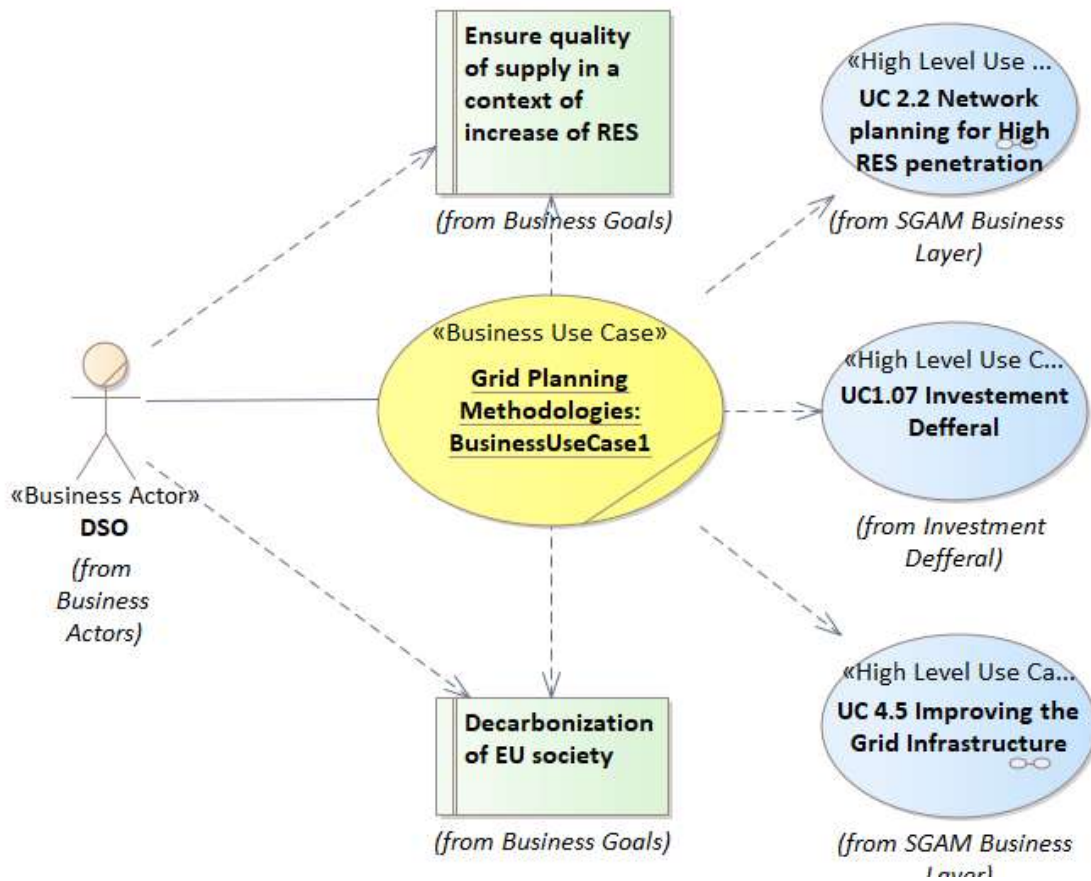 Ensure quality
of supply in a
context of
increase of RES
(from Business Goals)
«High Level Use ...
UC 2.2 Network
planning for High
RES penetration
(from SGAM Business
Layer)
«Business Use Case»
Grid Planning
Methodologies:
BusinessUseCase1
«High Level Use C...
UC1.07 Investement
Defferal
(from Investment
Defferal)
«Business Actor»
DSO
(from
Business
Actors)
«High Level Use Ca...
UC 4.5 Improving the
Grid Infrastructure
(from SGAM Business
Layer)
Decarbonization
of EU society
(from Business Goals)